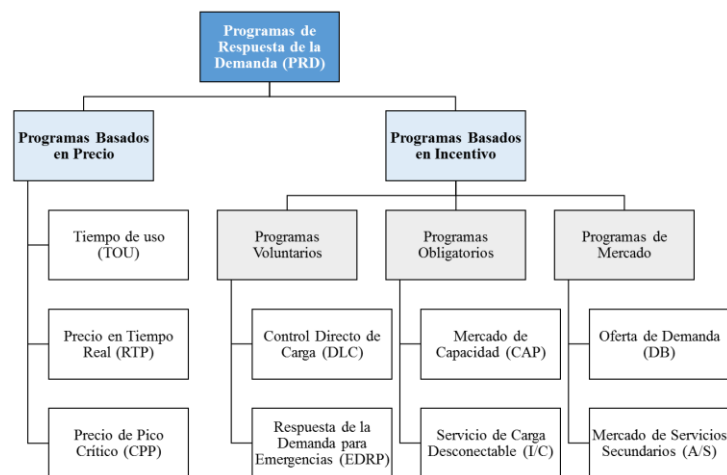 Programas de
Respuesta de la
Demanda (PRD)
Programas Basados
en Precio
Programas Basados
en Incentivo
Tiempo de uso
(TOU)
Programas
Voluntarios
Programas
Obligatorios
Programas de
Mercado
Precio en Tiempo
Real (RTP)
Control Directo de
Carga (DLC)
Mercado de
Capacidad (CAP)
Oferta de Demanda
(DB)
Precio de Pico
Crítico (CPP)
Respuesta de la
Demanda para
Emergencias (EDRP)
Servicio de Carga
Desconectable (I/C)
Mercado de Servicios
Secundarios (A/S)